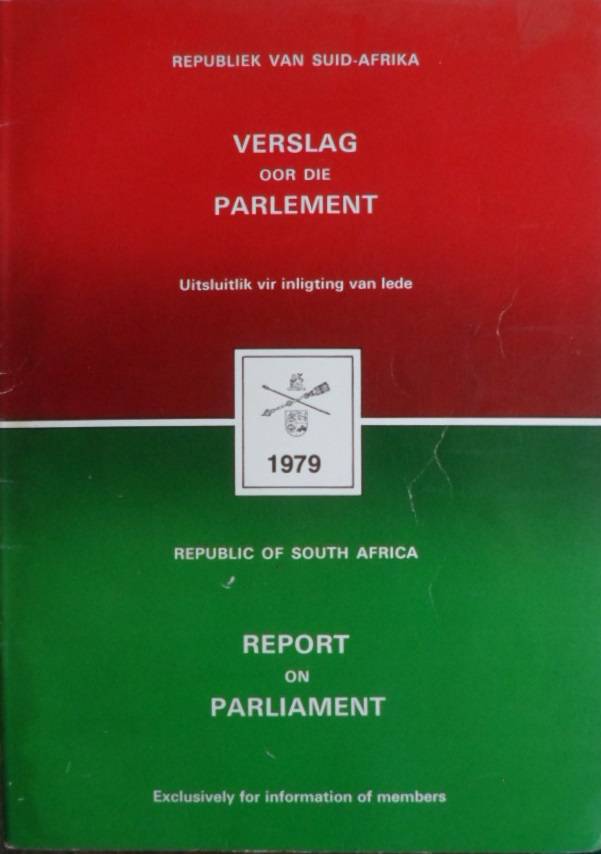 REPUBLIEK VAN SUID-AFRIKA
VERSLAG
OOR DIE
PARLEMENT
Uitsluitlik vir inligting van lede
1979
REPUBLIC OF SOUTH AFRICA
REPORT
ON
PARLIAMENT
Exclusively for information of members